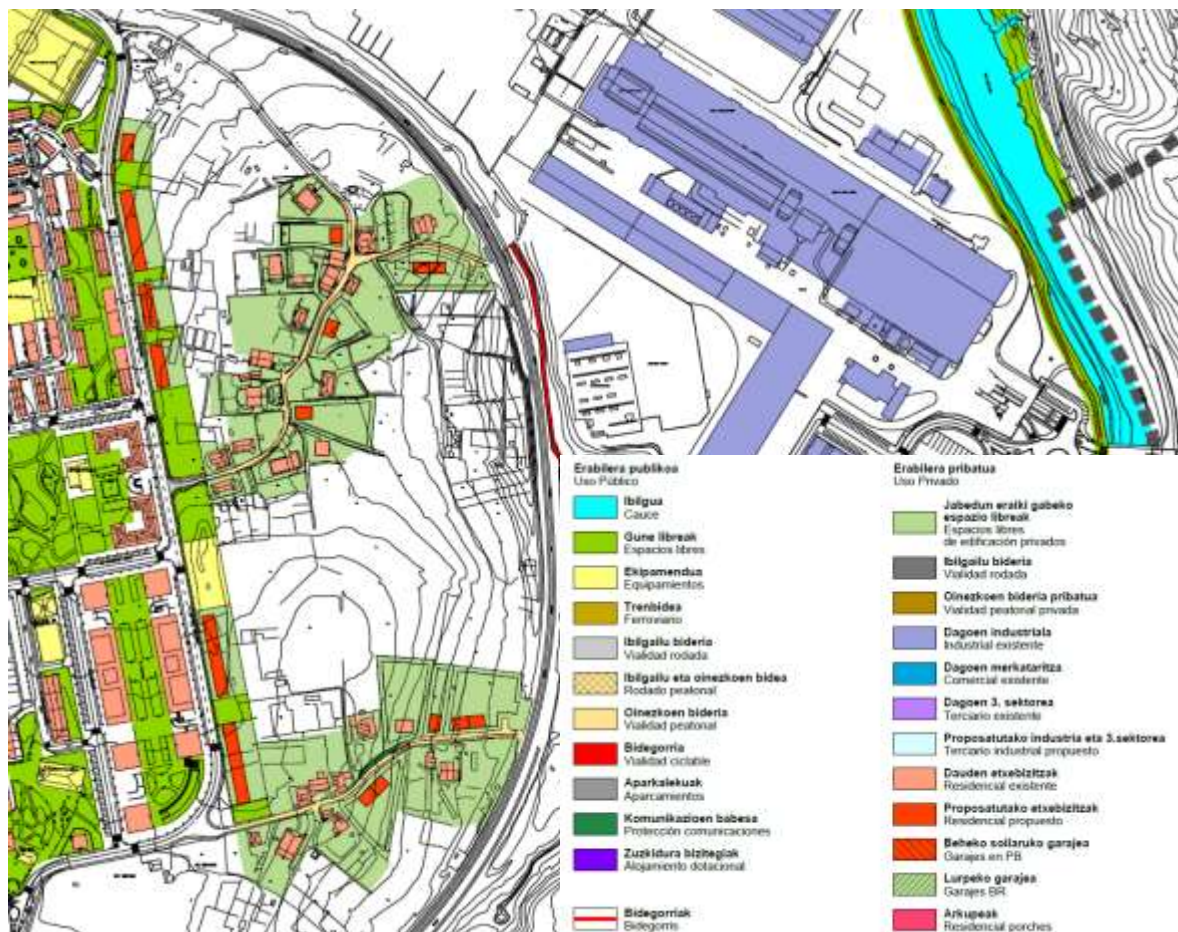 Erabilera publikoa
Uso Público
Ibilgua
Cauce
Gune libreak
Espacios libres
Ekipamendua
Equipamientos
Trenbidea
Ferroviario
Ibilgailu bideria
Vialidad rodada
Ibilgailu eta oinezkoen bidea
Rodado peatonal
Oinezkoen bideria
Vialidad peatonal
Bidegorria
Vialidad ciclable
Aparkalekuak
Aparcamientos
Komunikazioen babesa
Protección comunicaciones
Zuzkidura bizitegiak
Alojamiento dotacional
Bidegorriak
Bidegorris
Erabilera pribatua
Uso Privado
Jabedun eraiki gabeko
espazio libreak
Espacios libres
de edificación privados
Ibilgailu bideria
Vialidad rodada
Oinezkoen bideria pribatua
Vialidad peatonal privada
Dagoen industriala
Industrial existente
Dagoen merkataritza
Comercial existente
Dagoen 3. sektorea
Terciario existente
Proposatutako industria eta 3.sektorea
Terciario industrial propuesto
Dauden etxebizitzak
Residencial existente
Proposatutako etxebizitzak
Residencial propuesto
Beheko soilaruko garajea
Garajes en PB
Lurpeko garajea
Garajes BR
Arkupeak
Residencial porches